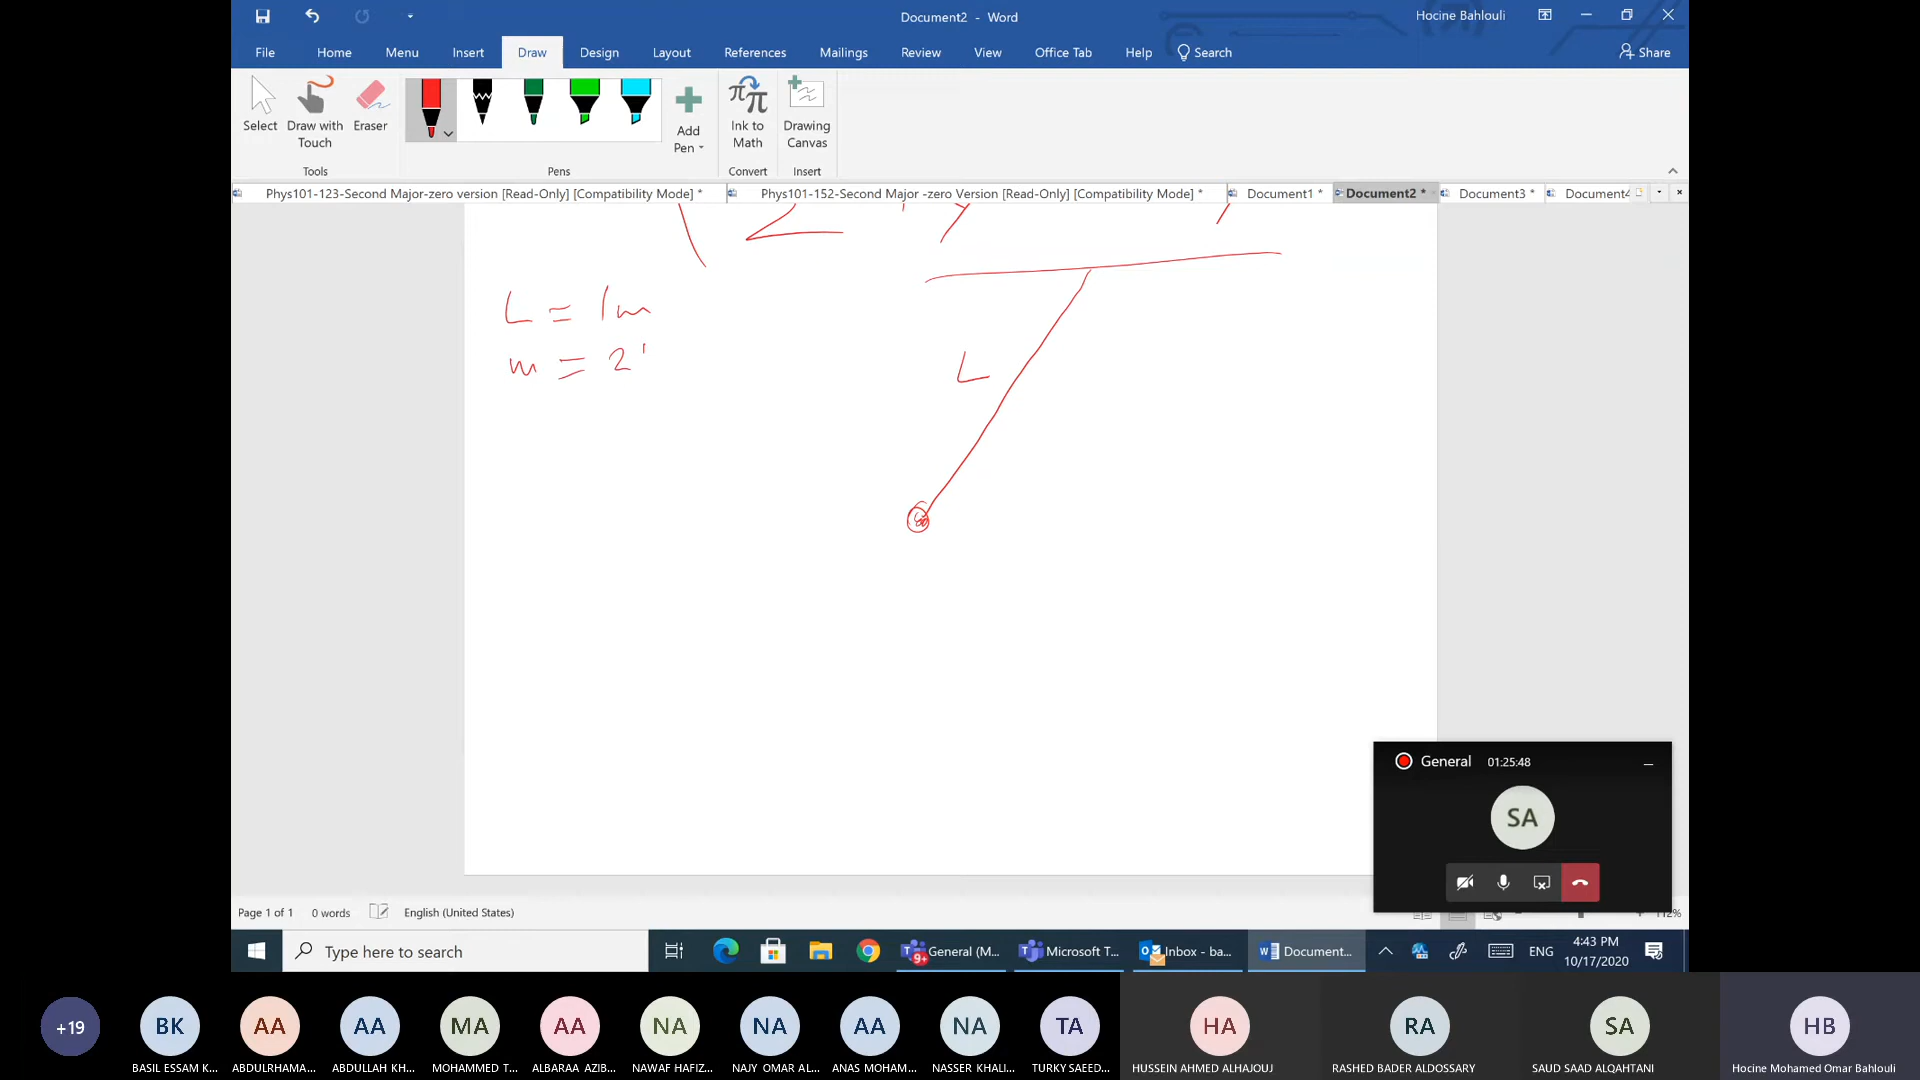 Document2 - Word
Hocine Bahlouli
File Home Menu Insert Draw Design Layout References Mailings Review View Office Tab Help Search Share
Select
Draw with Touch
Eraser
Add Pen
Ink to Math
Drawing Canvas
Tools
Pens
Convert
Insert
Phys101-123-Second Major-zero version [Read-Only] [Compatibility Mode] *
Phys101-152-Second Major -zero Version [Read-Only] [Compatibility Mode] *
Document1 *
Document2 *
Document3 *
Document4
L = 1m
m = 2
L
General 01:25:48
SA
Page 1 of 1 0 words English (United States)
112%
Type here to search
9+
General (M...
Microsoft T...
Inbox - ba...
Document...
ENG
4:43 PM
10/17/2020
+19 BK AA AA MA AA NA NA AA NA TA HA RA SA HB
BASIL ESSAM K... ABDULRHAMA... ABDULLAH KH... MOHAMMED T... ALBARAA AZIB... NAWAF HAFIZ... NAJY OMAR AL... ANAS MOHAM... NASSER KHALI... TURKY SAEED... HUSSEIN AHMED ALHAJOUJ RASHED BADER ALDOSSARY SAUD SAAD ALQAHTANI Hocine Mohamed Omar Bahlouli